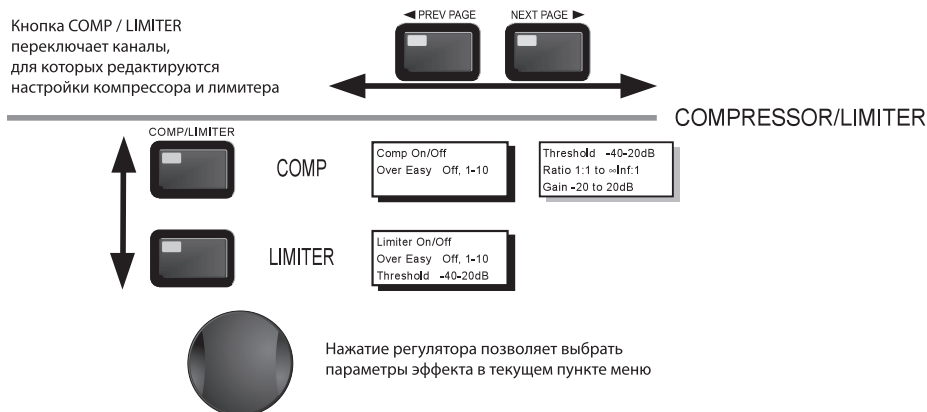 Кнопка COMP / LIMITER
переключает каналы,
для которых редактируются
настройки компрессора и лимитера
◄ PREV PAGE
NEXT PAGE ►
COMPRESSOR/LIMITER
COMP/LIMITER
COMP
Comp On/Off
Over Easy Off, 1-10
Threshold -40-20dB
Ratio 1:1 to ∞Inf:1
Gain -20 to 20dB
LIMITER
Limiter On/Off
Over Easy Off, 1-10
Threshold -40-20dB
Нажатие регулятора позволяет выбрать
параметры эффекта в текущем пункте меню